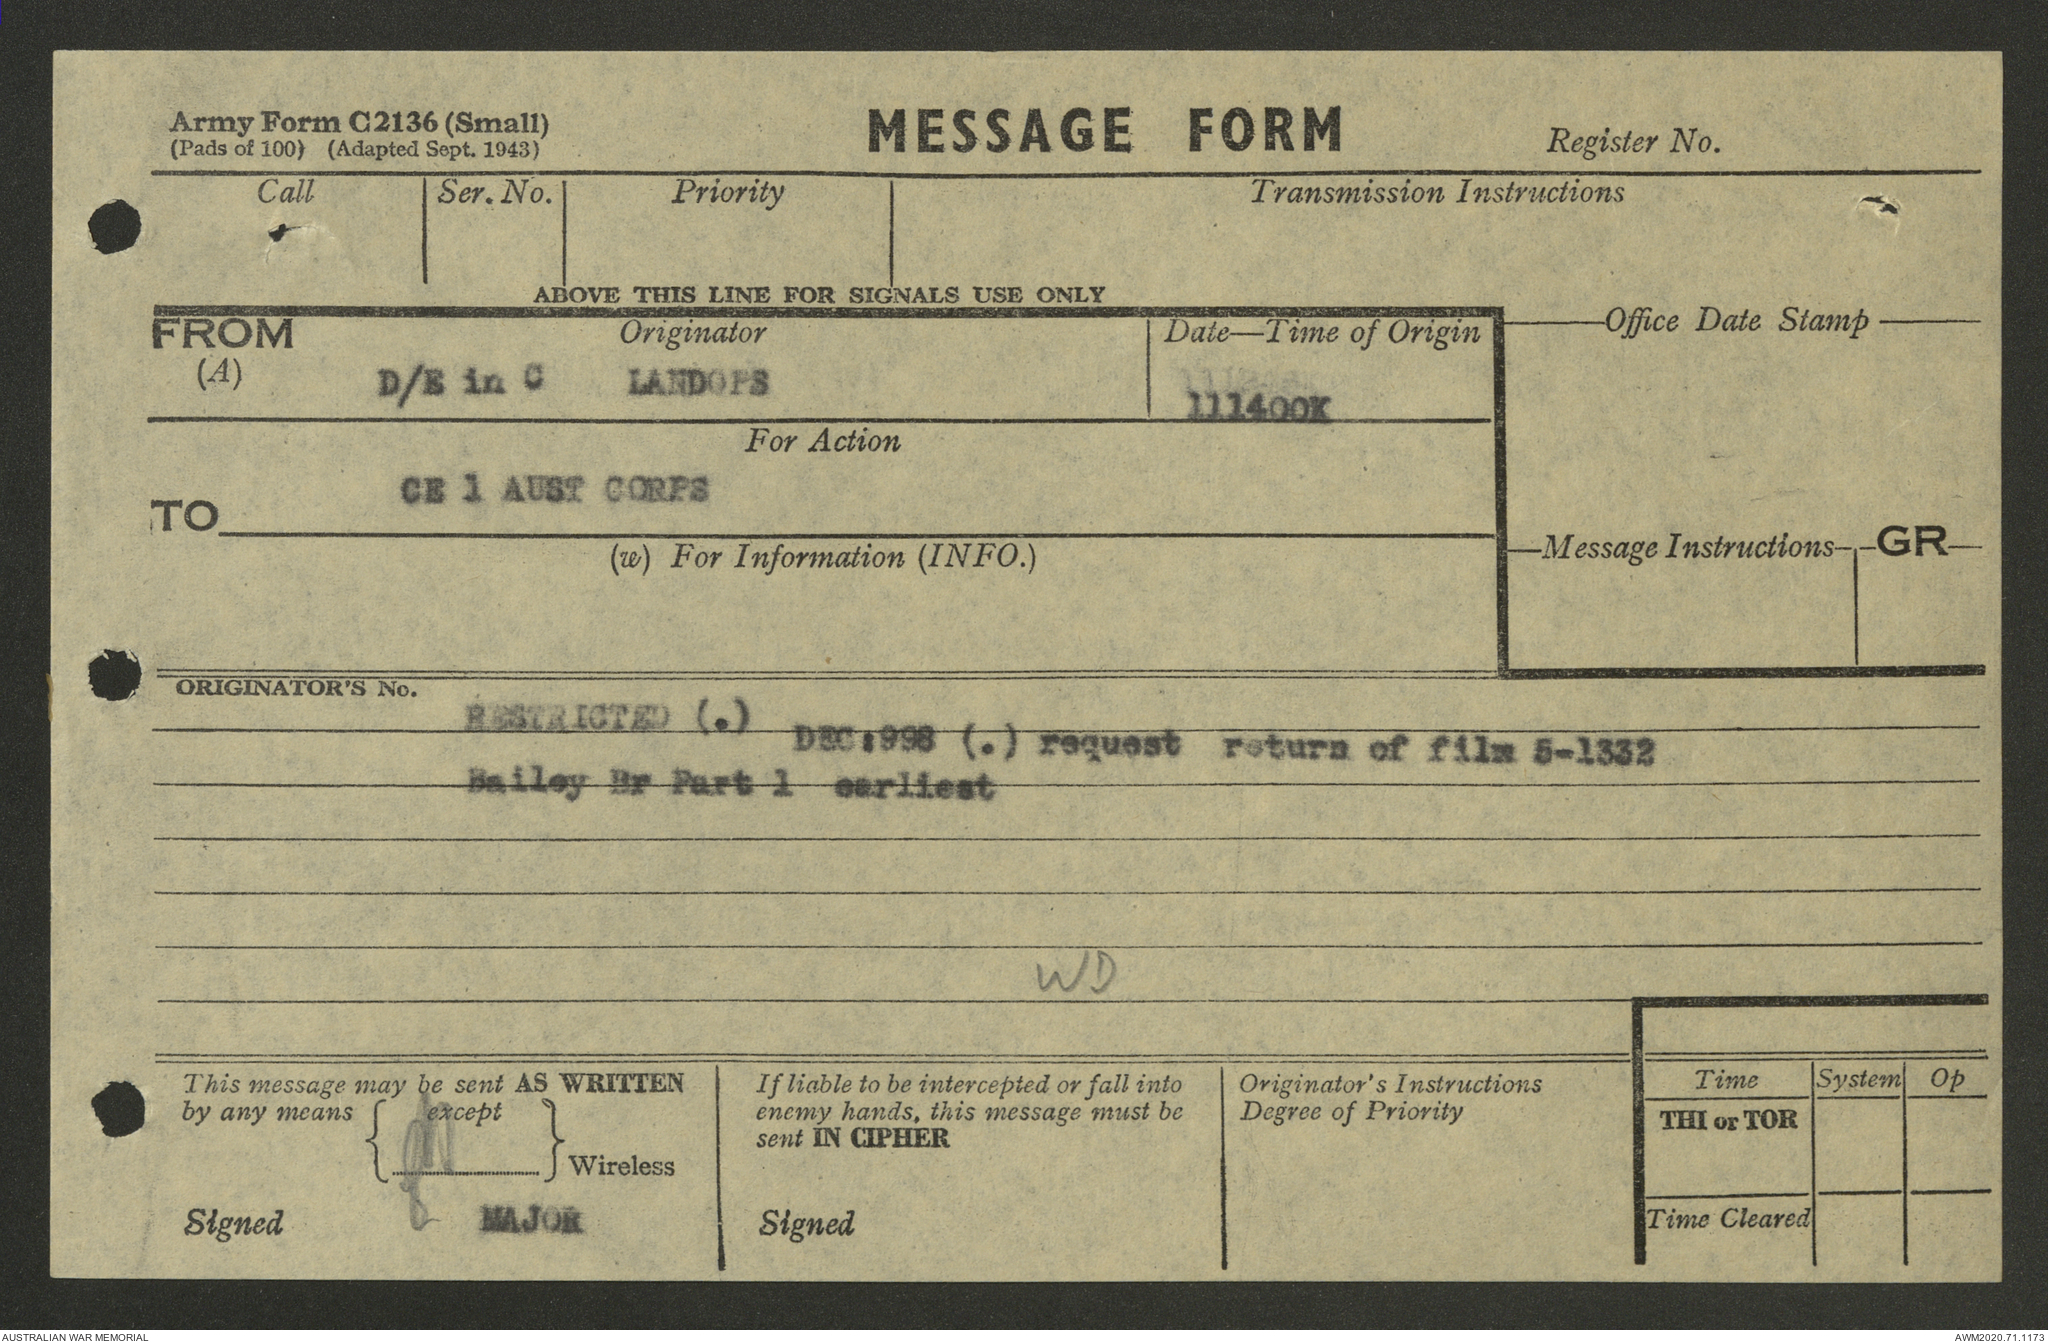 Army Form C2136 (Small)
(Pads of 100) (Adapted Sept. 1943)
MESSAGE FORM
Register No.
Call Ser. No. Priority Transmission Instructions
ABOVE THIS LINE FOR SIGNALS USE ONLY
FROM Originator Date—Time of Origin Office Date Stamp
(A) D/E in C LANDOPS 111400K
For Action
CE 1 AUST CORPS
TO
(w) For Information (INFO.) Message Instructions GR
ORIGINATOR'S No.
RESTRICTED (.) DEC:998 (.) request return of film 5-1332
Bailey Br Part 1 earliest
WD
This message may be sent AS WRITTEN
by any means { except } Wireless
Signed MAJOR
If liable to be intercepted or fall into
enemy hands, this message must be
sent IN CIPHER
Signed
Originator's Instructions
Degree of Priority
Time System Op
THI or TOR
Time Cleared
AUSTRALIAN WAR MEMORIAL AWM2020.71.1173